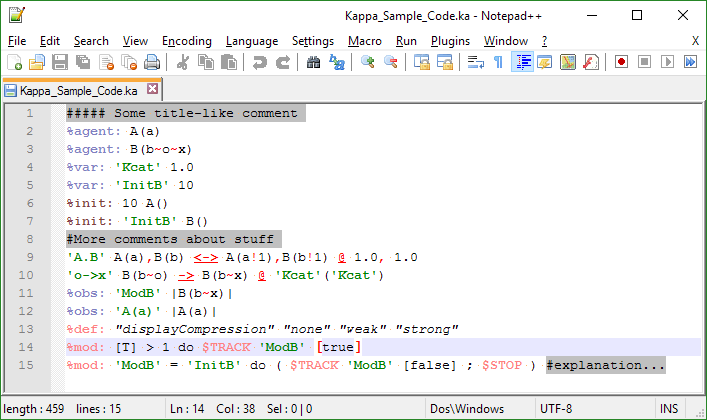 Kappa_Sample_Code.ka - Notepad++
File Edit Search View Encoding Language Settings Macro Run Plugins Window ? X
Kappa_Sample_Code.ka
1 ##### Some title-like comment
2 %agent: A(a)
3 %agent: B(b~o~x)
4 %var: 'Kcat' 1.0
5 %var: 'InitB' 10
6 %init: 10 A()
7 %init: 'InitB' B()
8 #More comments about stuff
9 'A.B' A(a),B(b) <-> A(a!1),B(b!1) @ 1.0, 1.0
10 'o->x' B(b~o) -> B(b~x) @ 'Kcat'('Kcat')
11 %obs: 'ModB' |B(b~x)|
12 %obs: 'A(a)' |A(a)|
13 %def: "displayCompression" "none" "weak" "strong"
14 %mod: [T] > 1 do $TRACK 'ModB' [true]
15 %mod: 'ModB' = 'InitB' do ( $TRACK 'ModB' [false] ; $STOP ) #explanation...
length : 459 lines : 15 Ln : 14 Col : 38 Sel : 0 | 0 Dos\Windows UTF-8 INS